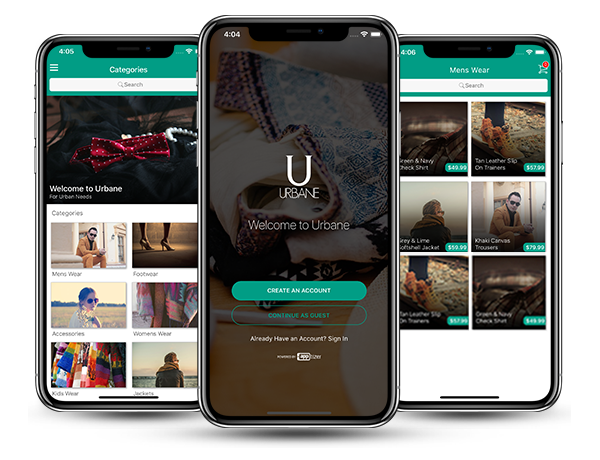 4:05
Categories
Search
Welcome to Urbane
For Urban Needs
Categories
Mens Wear
Footwear
Accessories
Womens Wear
Kids Wear
Jackets
4:04
U
URBANE
Welcome to Urbane
CREATE AN ACCOUNT
CONTINUE AS GUEST
Already Have an Account? Sign In
POWERED BY app
4:06
Mens Wear
Search
Green & Navy
Check Shirt $49.99
Tan Leather Slip
On Trainers $57.99
Grey & Lime
Softshell Jacket $59.99
Khaki Canvas
Trousers $79.99
Tan Leather Slip
On Trainers $57.99
Green & Navy
Check Shirt $49.99